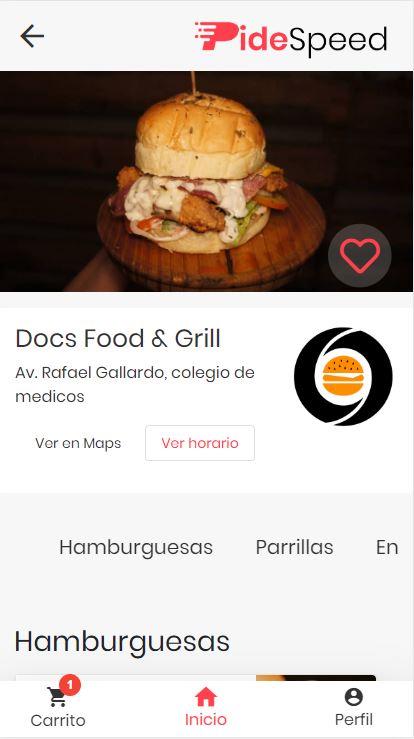 PideSpeed
Docs Food & Grill
Av. Rafael Gallardo, colegio de
medicos
Ver en Maps
Ver horario
Hamburguesas
Parrillas
En
Hamburguesas
1
Carrito
Inicio
Perfil